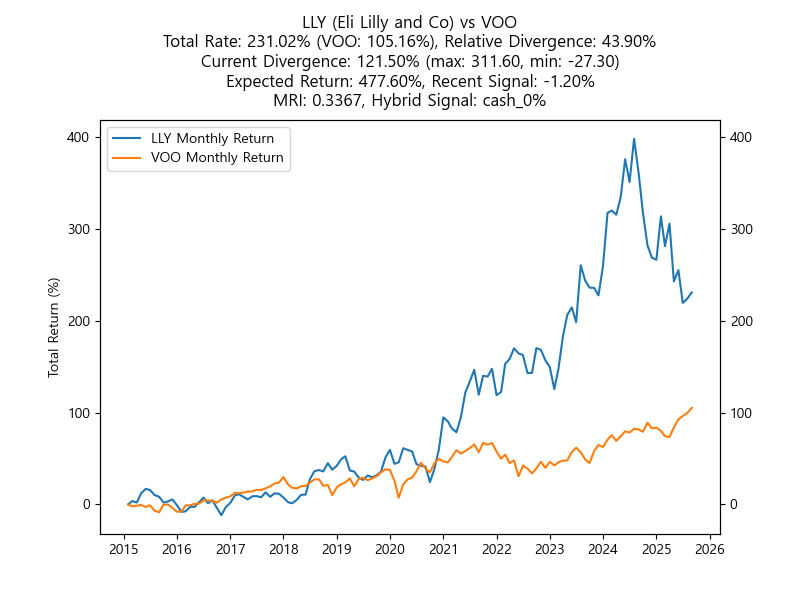 LLY (Eli Lilly and Co) vs VOO
Total Rate: 231.02% (VOO: 105.16%), Relative Divergence: 43.90%
Current Divergence: 121.50% (max: 311.60, min: -27.30)
Expected Return: 477.60%, Recent Signal: -1.20%
MRI: 0.3367, Hybrid Signal: cash_0%
LLY Monthly Return
VOO Monthly Return
Total Return (%)
400
300
200
100
0
400
300
200
100
0
2015 2016 2017 2018 2019 2020 2021 2022 2023 2024 2025 2026